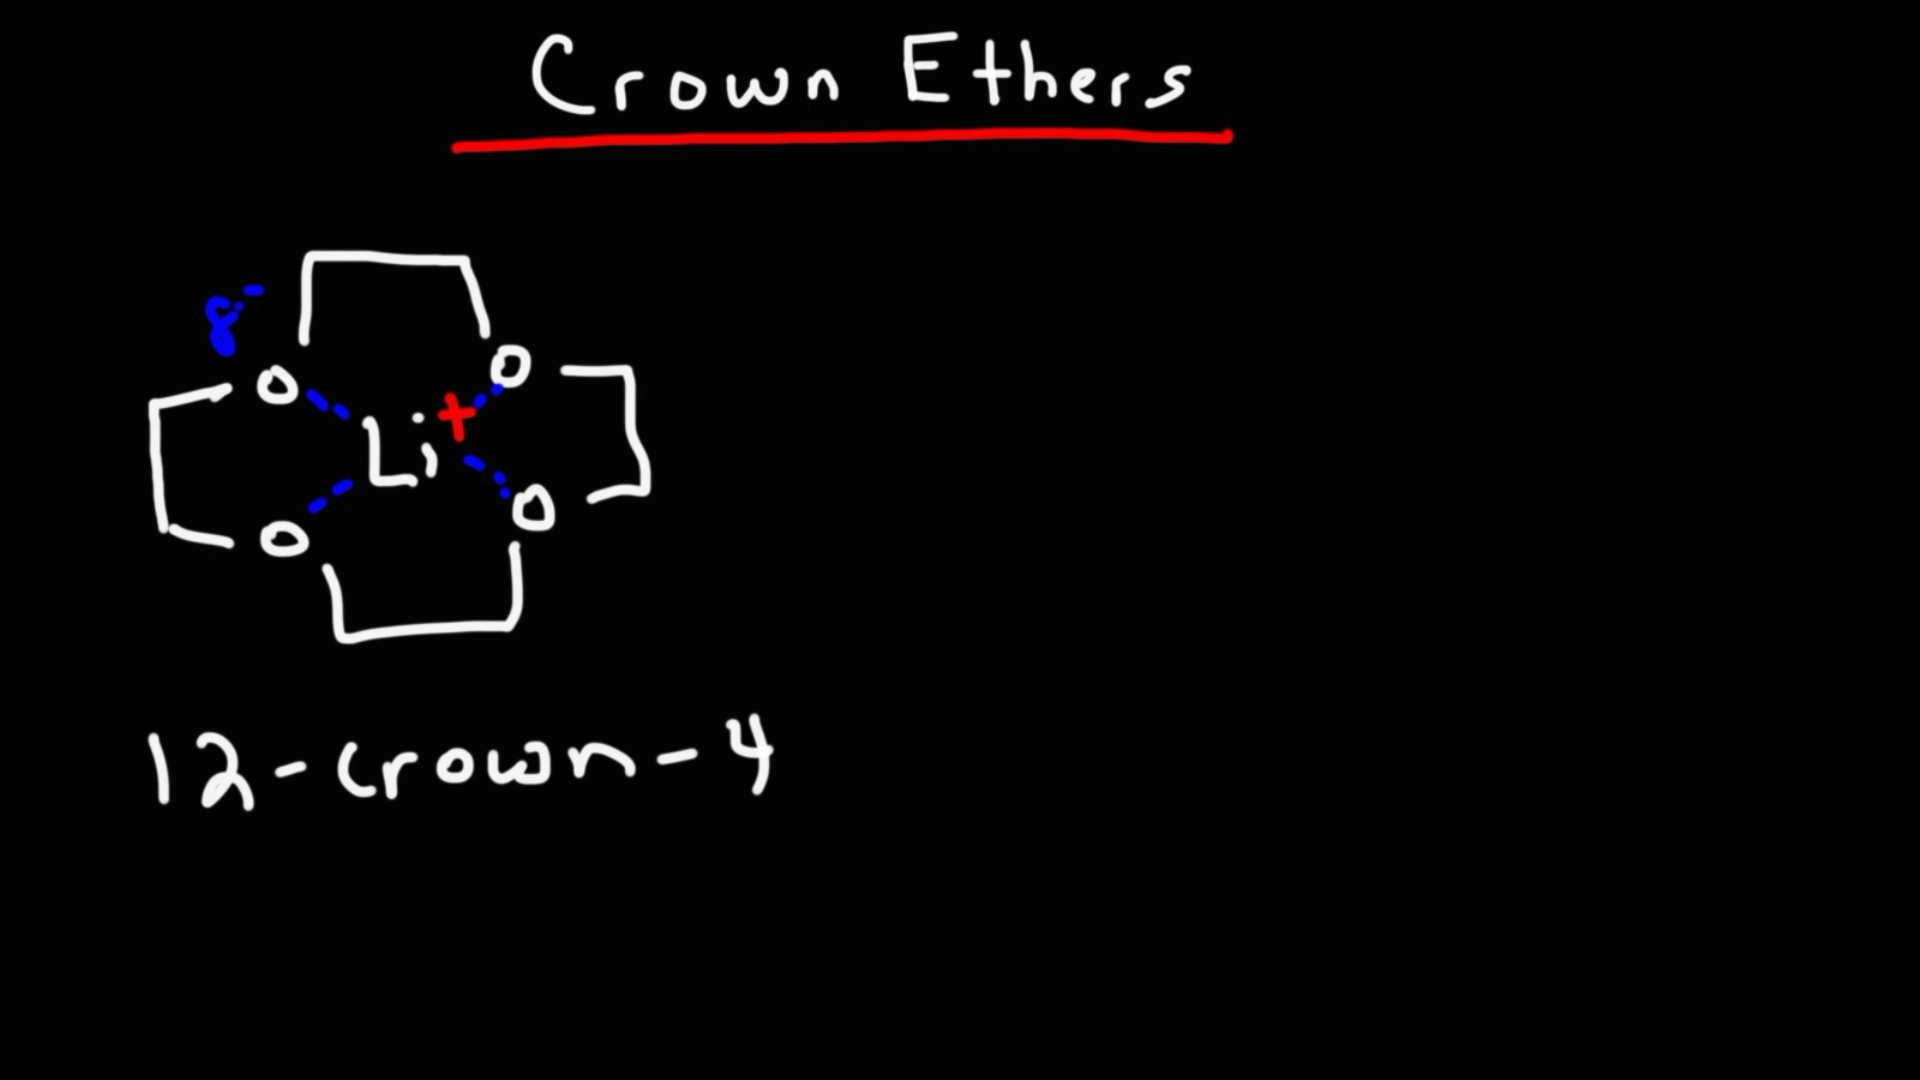 Crown Ethers
δ-
O O
Li+
O O
12-crown-4